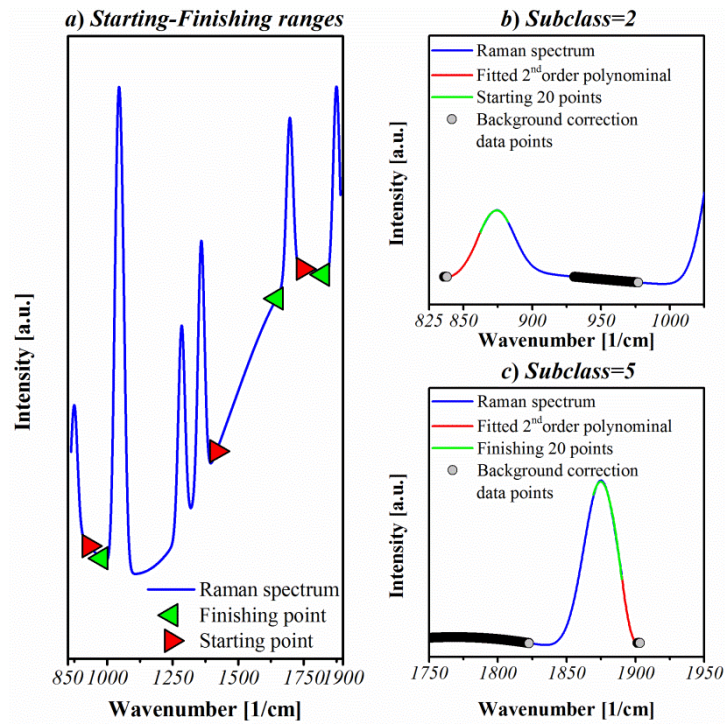 a) Starting-Finishing ranges
Intensity [a.u.]
Raman spectrum
Finishing point
Starting point
850 1000 1250 1500 1750 1900
Wavenumber [1/cm]
b) Subclass=2
Raman spectrum
Fitted 2nd order polynominal
Starting 20 points
Background correction
data points
Intensity [a.u.]
825 850 900 950 1000
Wavenumber [1/cm]
c) Subclass=5
Raman spectrum
Fitted 2nd order polynominal
Finishing 20 points
Background correction
data points
Intensity [a.u.]
1750 1800 1850 1900 1950
Wavenumber [1/cm]